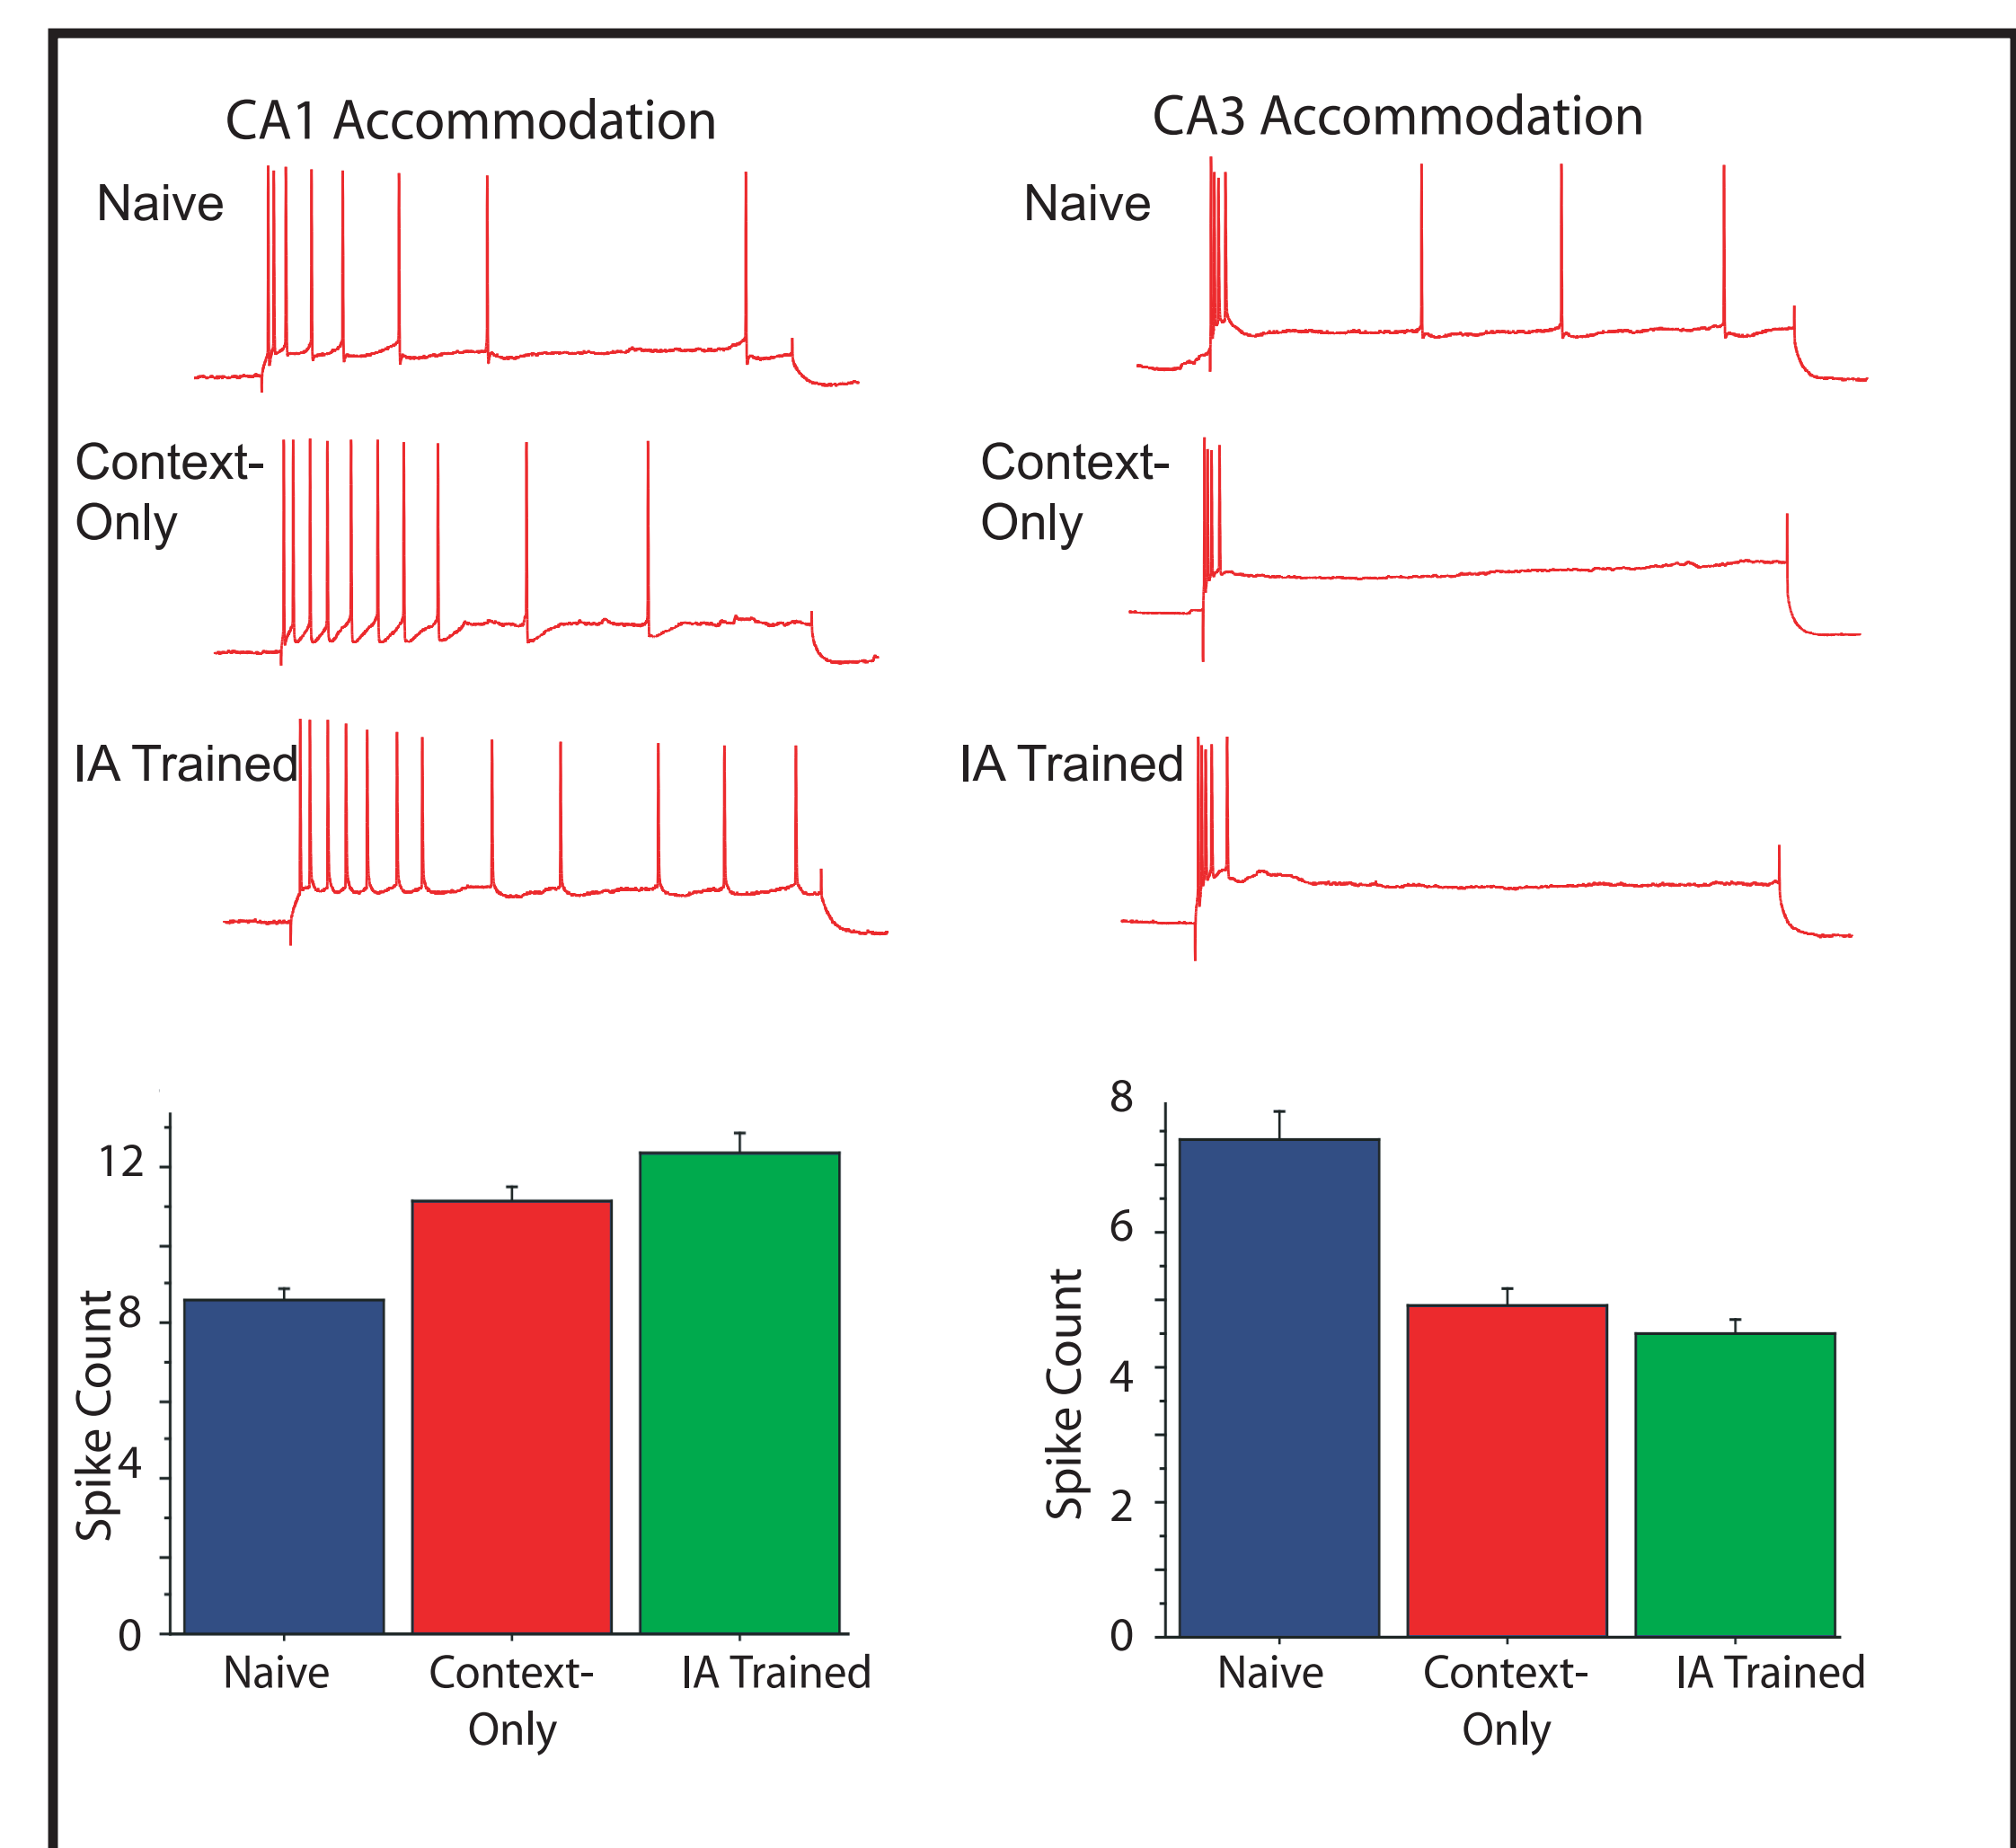 CA1 Accommodation
Naive
Context-
Only
IA Trained
CA3 Accommodation
Naive
Context-
Only
IA Trained
Spike Count
12
8
4
0
Naive
Context-
Only
IA Trained
Spike Count
8
6
4
2
0
Naive
Context-
Only
IA Trained